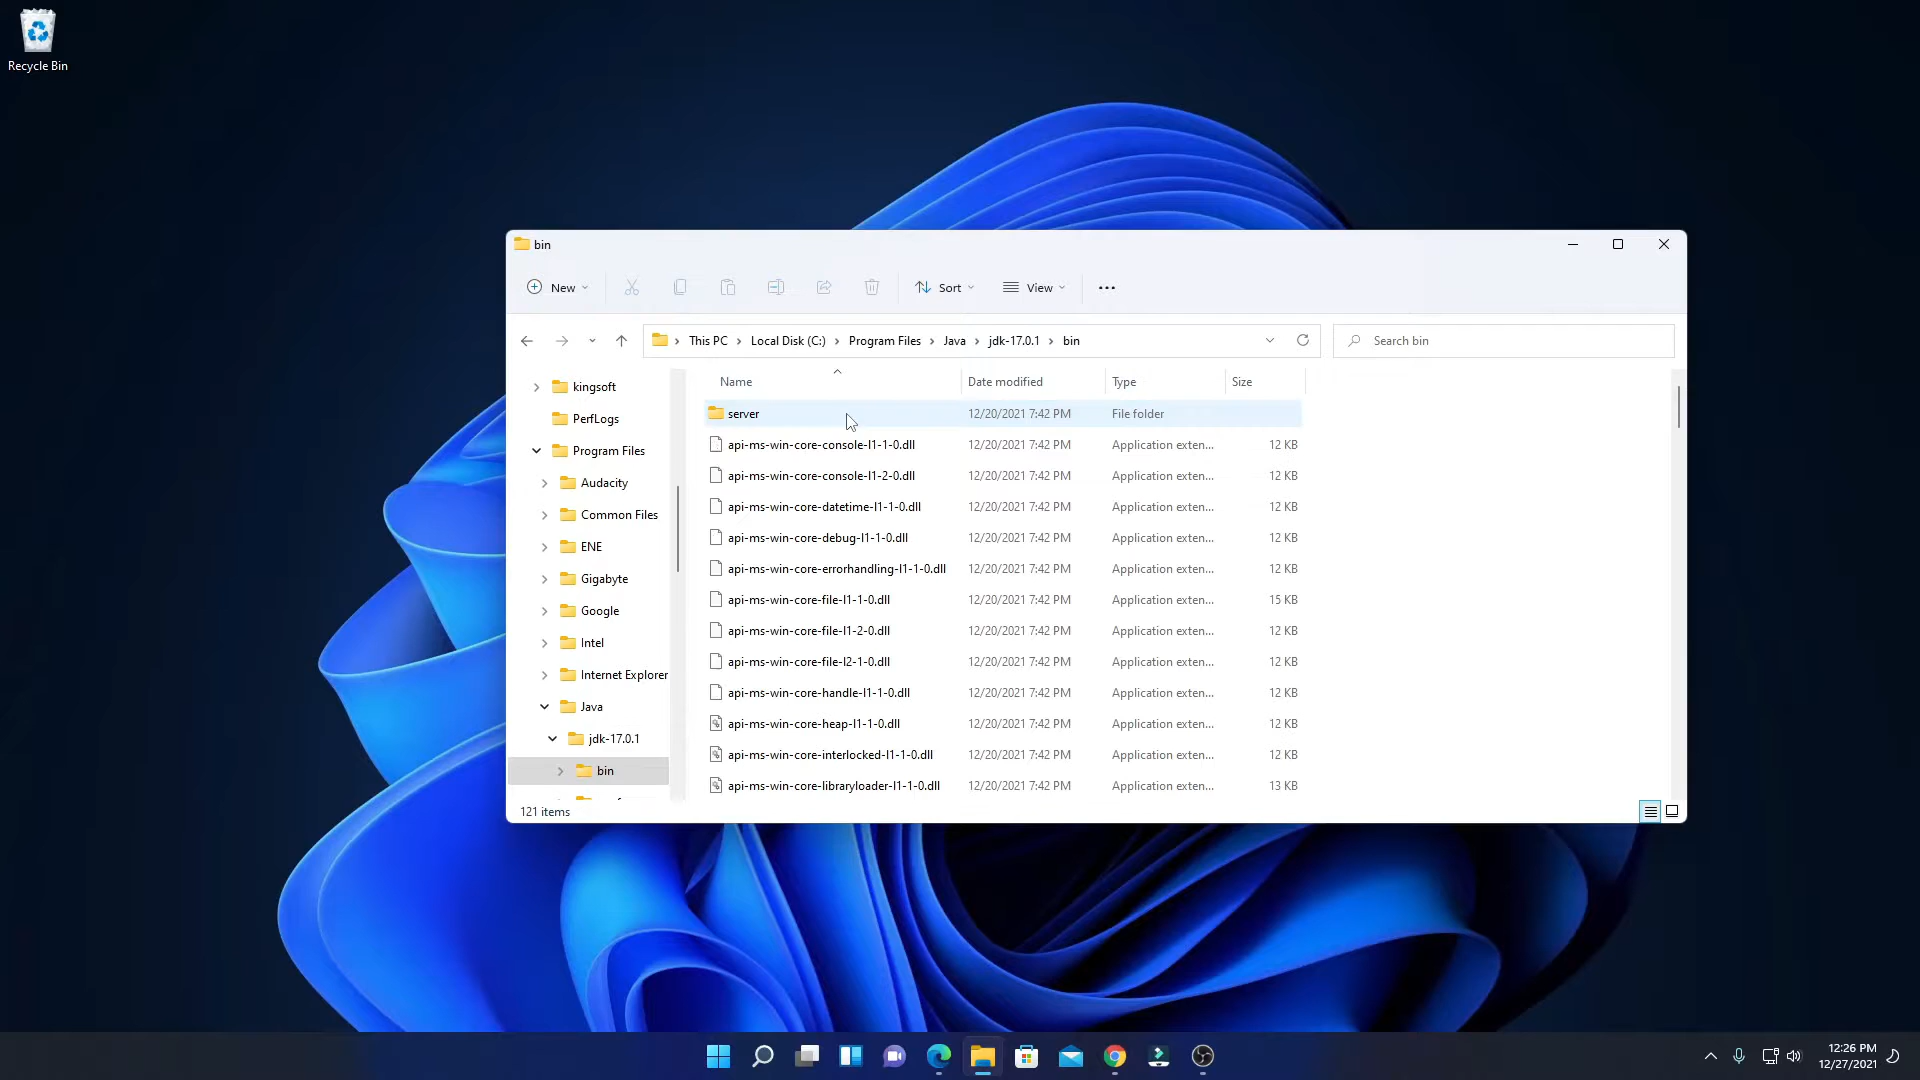 Recycle Bin
bin
New
Sort
View
This PC
Local Disk (C:)
Program Files
Java
jdk-17.0.1
bin
Search bin
kingsoft
PerfLogs
Program Files
Audacity
Common Files
ENE
Gigabyte
Google
Intel
Internet Explorer
Java
jdk-17.0.1
bin
Name Date modified Type Size
server 12/20/2021 7:42 PM File folder
api-ms-win-core-console-l1-1-0.dll 12/20/2021 7:42 PM Application exten... 12 KB
api-ms-win-core-console-l1-2-0.dll 12/20/2021 7:42 PM Application exten... 12 KB
api-ms-win-core-datetime-l1-1-0.dll 12/20/2021 7:42 PM Application exten... 12 KB
api-ms-win-core-debug-l1-1-0.dll 12/20/2021 7:42 PM Application exten... 12 KB
api-ms-win-core-errorhandling-l1-1-0.dll 12/20/2021 7:42 PM Application exten... 12 KB
api-ms-win-core-file-l1-1-0.dll 12/20/2021 7:42 PM Application exten... 15 KB
api-ms-win-core-file-l1-2-0.dll 12/20/2021 7:42 PM Application exten... 12 KB
api-ms-win-core-file-l2-1-0.dll 12/20/2021 7:42 PM Application exten... 12 KB
api-ms-win-core-handle-l1-1-0.dll 12/20/2021 7:42 PM Application exten... 12 KB
api-ms-win-core-heap-l1-1-0.dll 12/20/2021 7:42 PM Application exten... 12 KB
api-ms-win-core-interlocked-l1-1-0.dll 12/20/2021 7:42 PM Application exten... 12 KB
api-ms-win-core-libraryloader-l1-1-0.dll 12/20/2021 7:42 PM Application exten... 13 KB
121 items
12:26 PM
12/27/2021